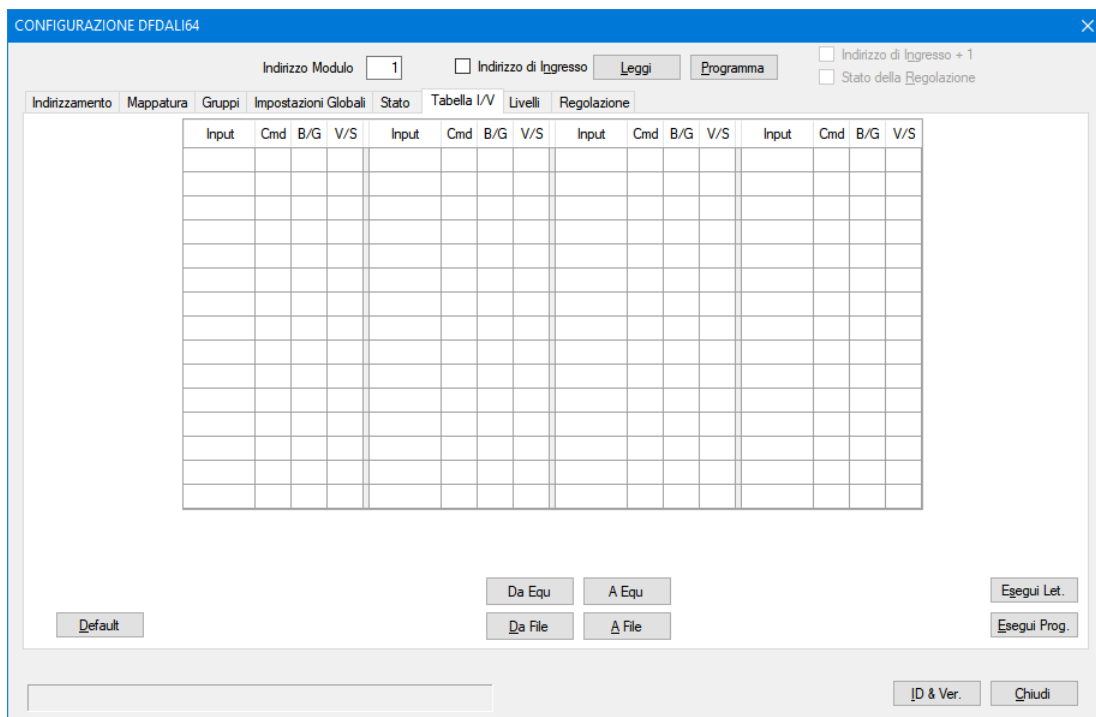 CONFIGURAZIONE DFDALI64
Indirizzo Modulo 1 Indirizzo di Ingresso Leggi Programma Indirizzo di Ingresso + 1
Stato della Regolazione
Indirizzamento Mappatura Gruppi Impostazioni Globali Stato Tabella I/V Livelli Regolazione
Input Cmd B/G V/S Input Cmd B/G V/S Input Cmd B/G V/S Input Cmd B/G V/S
Da Equ A Equ Esegui Let.
Default Da File A File Esegui Prog.
ID & Ver. Chiudi